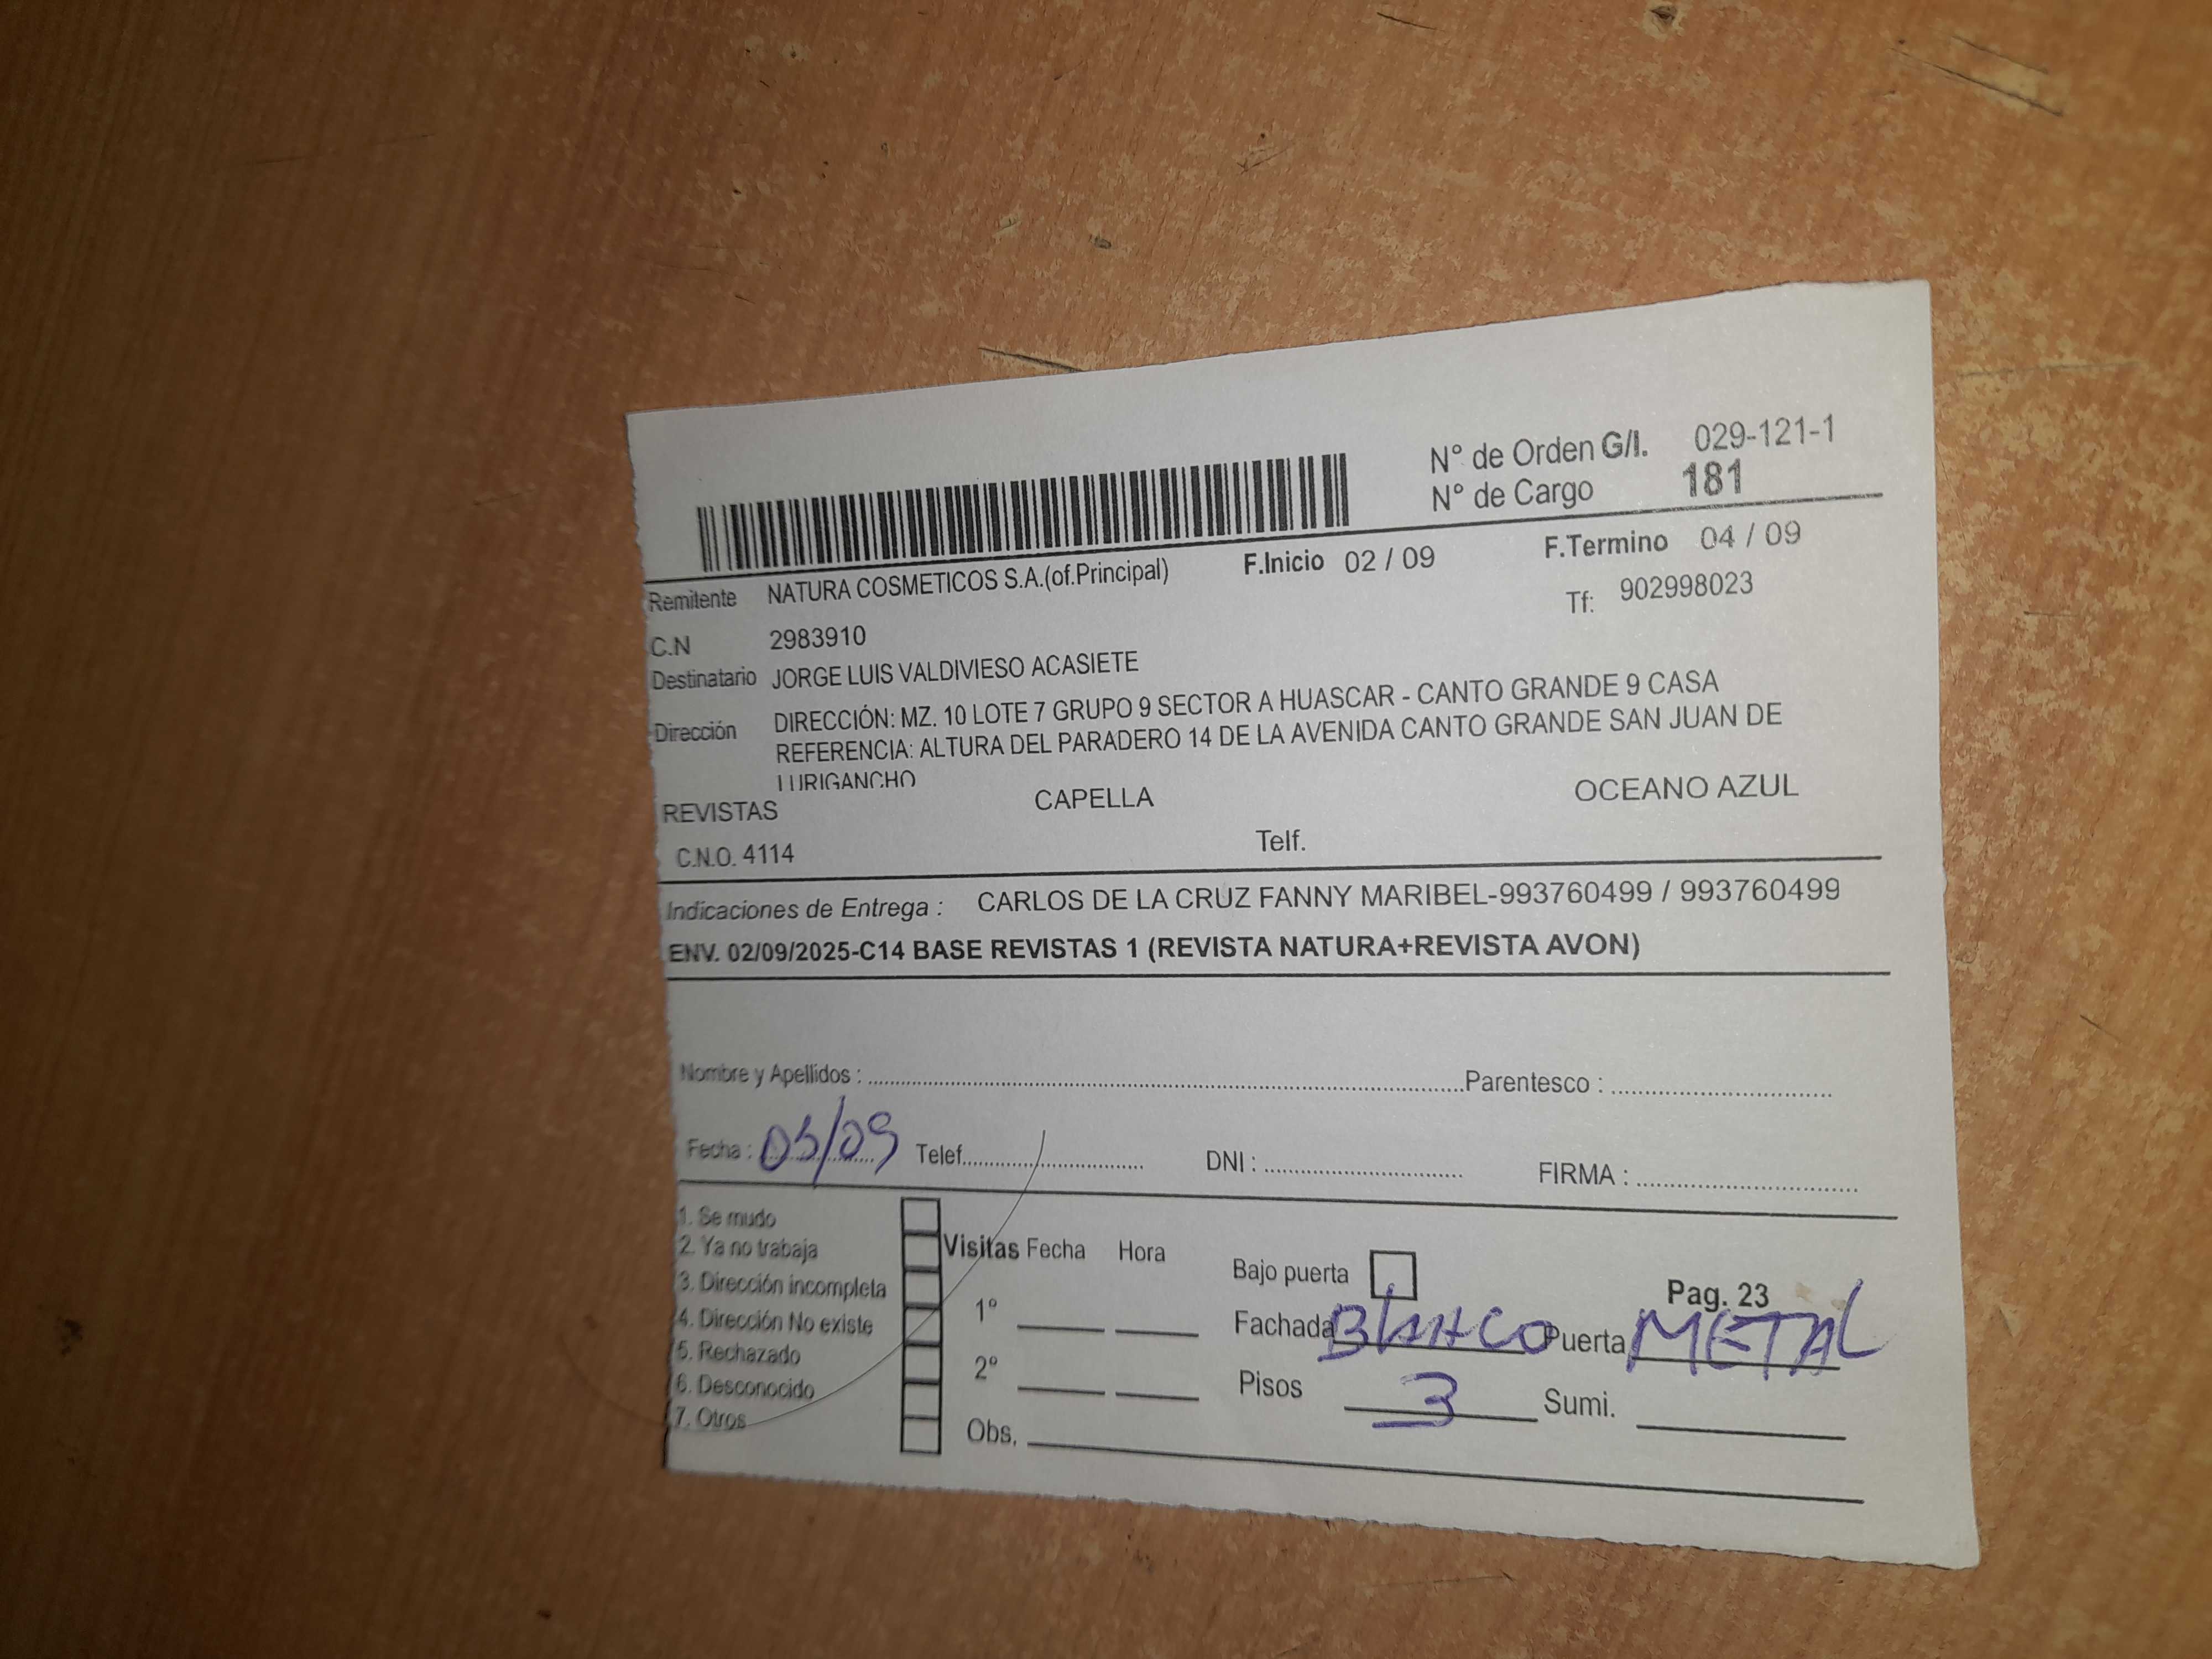 N° de Orden G/I. 029-121-1
N° de Cargo 181
Remitente NATURA COSMETICOS S.A.(of.Principal) F.Inicio 02 / 09 F.Termino 04 / 09
C.N 2983910 Tf: 902998023
Destinatario JORGE LUIS VALDIVIESO ACASIETE
Dirección DIRECCIÓN: MZ. 10 LOTE 7 GRUPO 9 SECTOR A HUASCAR - CANTO GRANDE 9 CASA
REFERENCIA: ALTURA DEL PARADERO 14 DE LA AVENIDA CANTO GRANDE SAN JUAN DE
LURIGANCHO
REVISTAS CAPELLA OCEANO AZUL
C.N.O. 4114 Telf.
Indicaciones de Entrega : CARLOS DE LA CRUZ FANNY MARIBEL-993760499 / 993760499
ENV. 02/09/2025-C14 BASE REVISTAS 1 (REVISTA NATURA+REVISTA AVON)
Nombre y Apellidos : Parentesco :
Fecha : 03/09 Telef. DNI : FIRMA :
1. Se mudo
2. Ya no trabaja Visitas Fecha Hora Bajo puerta Pag. 23
3. Dirección incompleta
4. Dirección No existe 1° Fachada BLANCO Puerta METAL
5. Rechazado
6. Desconocido 2° Pisos 3 Sumi.
7. Otros Obs.